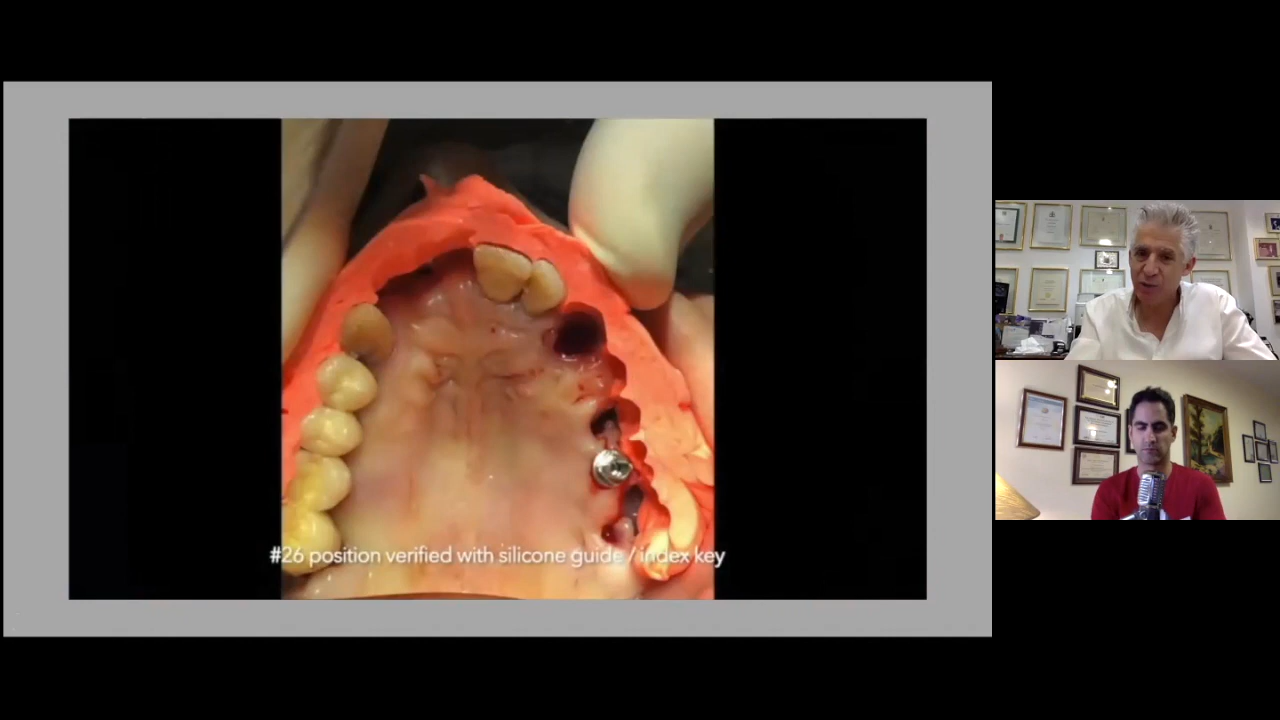 #26 position verified with silicone guide / index key